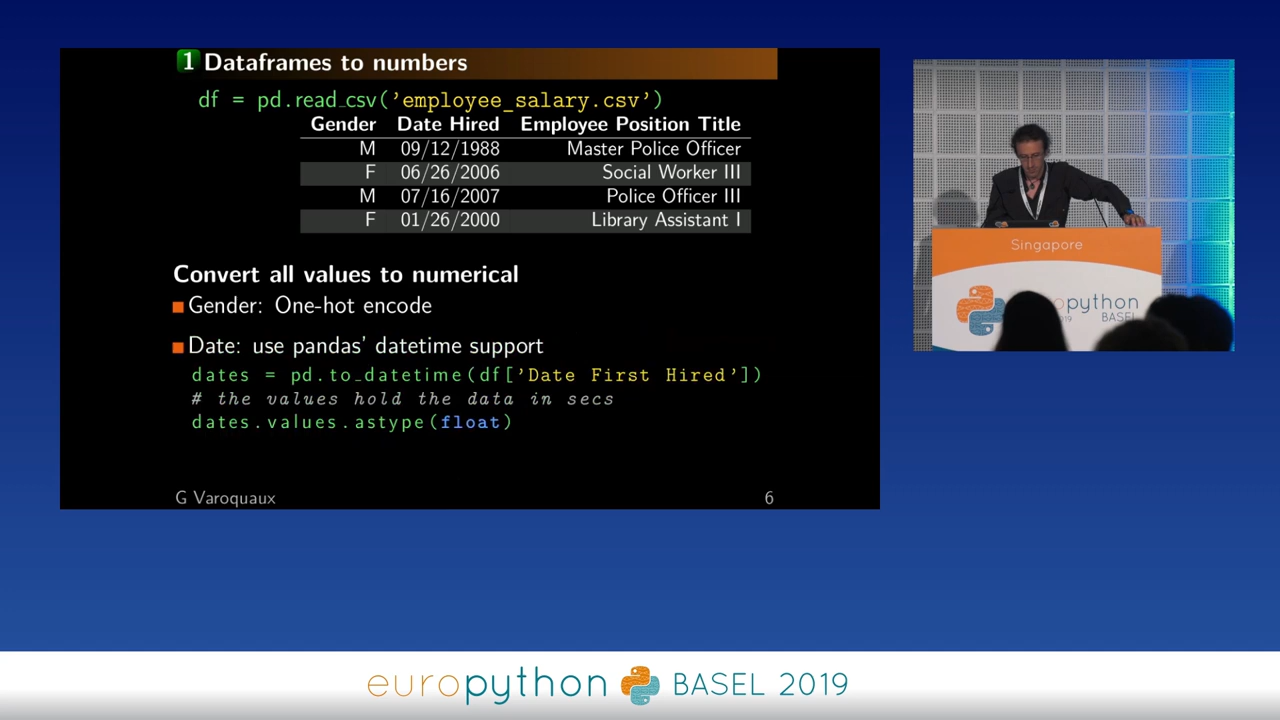 1 Dataframes to numbers
df = pd.read_csv('employee_salary.csv')
Gender Date Hired Employee Position Title
M 09/12/1988 Master Police Officer
F 06/26/2006 Social Worker III
M 07/16/2007 Police Officer III
F 01/26/2000 Library Assistant I
Convert all values to numerical
Gender: One-hot encode
Date: use pandas' datetime support
dates = pd.to_datetime(df['Date First Hired'])
# the values hold the data in secs
dates.values.astype(float)
G Varoquaux 6
Singapore
europython
2019 BASEL
europython BASEL 2019